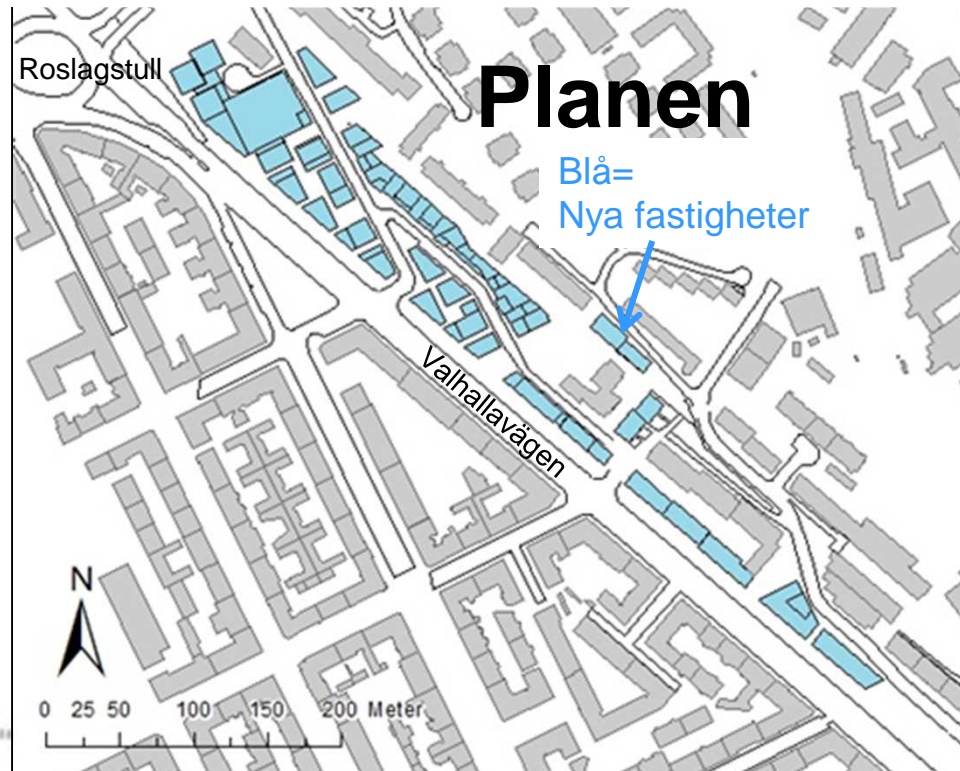 Planen
Roslagstull
Blå=
Nya fastigheter
Valhallavägen
N
0 25 50 100 150 200 Meter